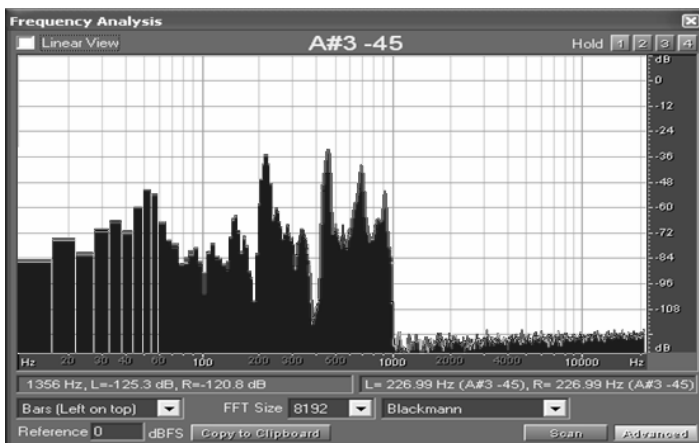 Frequency Analysis
Linear View A#3 -45 Hold 1 2 3 4
dB
0
-12
-24
-36
-48
-60
-72
-84
-96
-108
dB
Hz 20 30 40 60 100 200 300 500 1000 2000 4000 10000 Hz
1356 Hz, L=-125.3 dB, R=-120.8 dB L= 226.99 Hz (A#3 -45), R= 226.99 Hz (A#3 -45)
Bars (Left on top) FFT Size 8192 Blackmann
Reference 0 dBFS Copy to Clipboard Scan Advanced